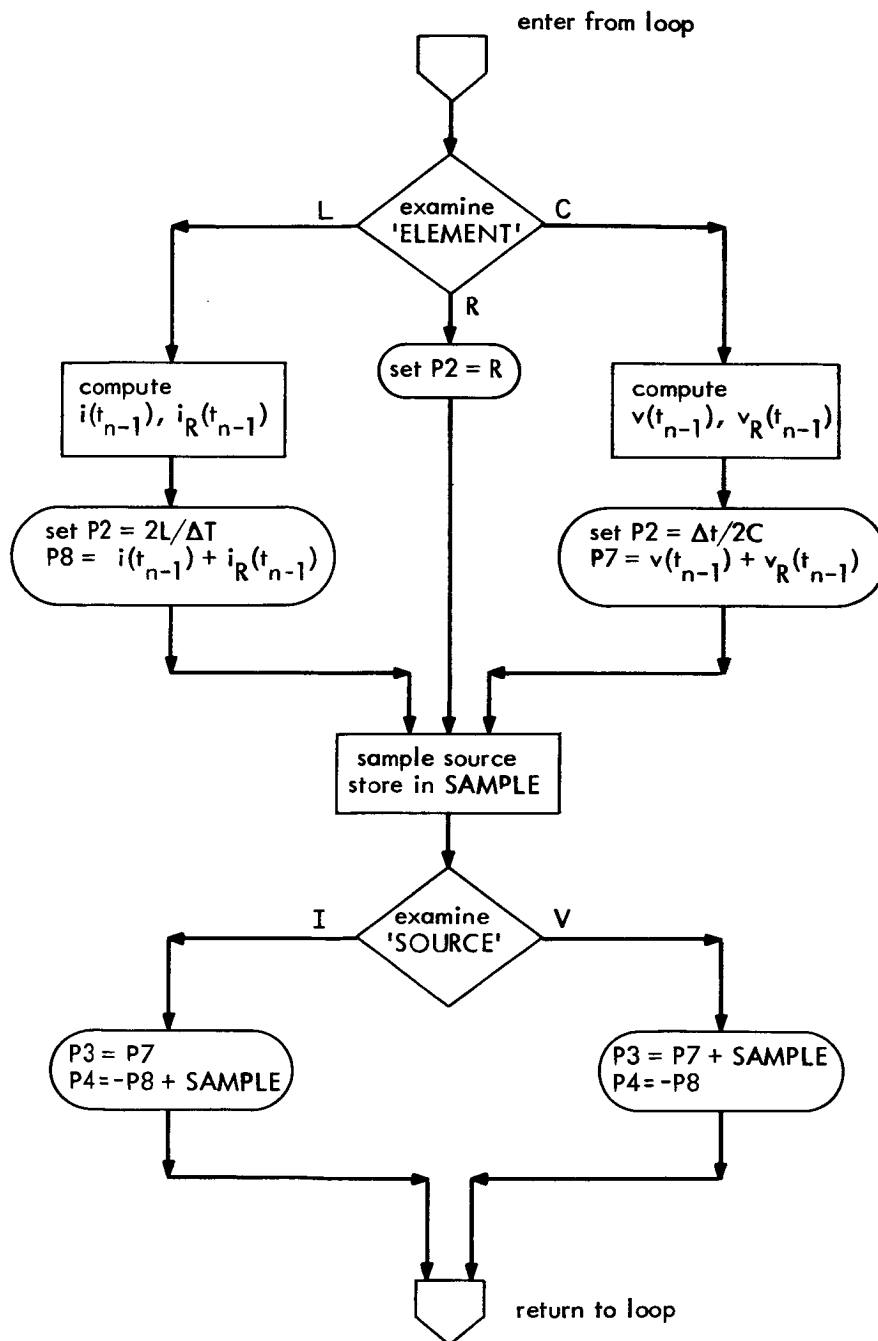 enter from loop
examine
'ELEMENT'
L
C
R
compute
i(t_{n-1}), i_R(t_{n-1})
set P2 = R
compute
v(t_{n-1}), v_R(t_{n-1})
set P2 = 2L/ΔT
P8 = i(t_{n-1}) + i_R(t_{n-1})
set P2 = Δt/2C
P7 = v(t_{n-1}) + v_R(t_{n-1})
sample source
store in SAMPLE
examine
'SOURCE'
I
V
P3 = P7
P4=-P8 + SAMPLE
P3 = P7 + SAMPLE
P4=-P8
return to loop